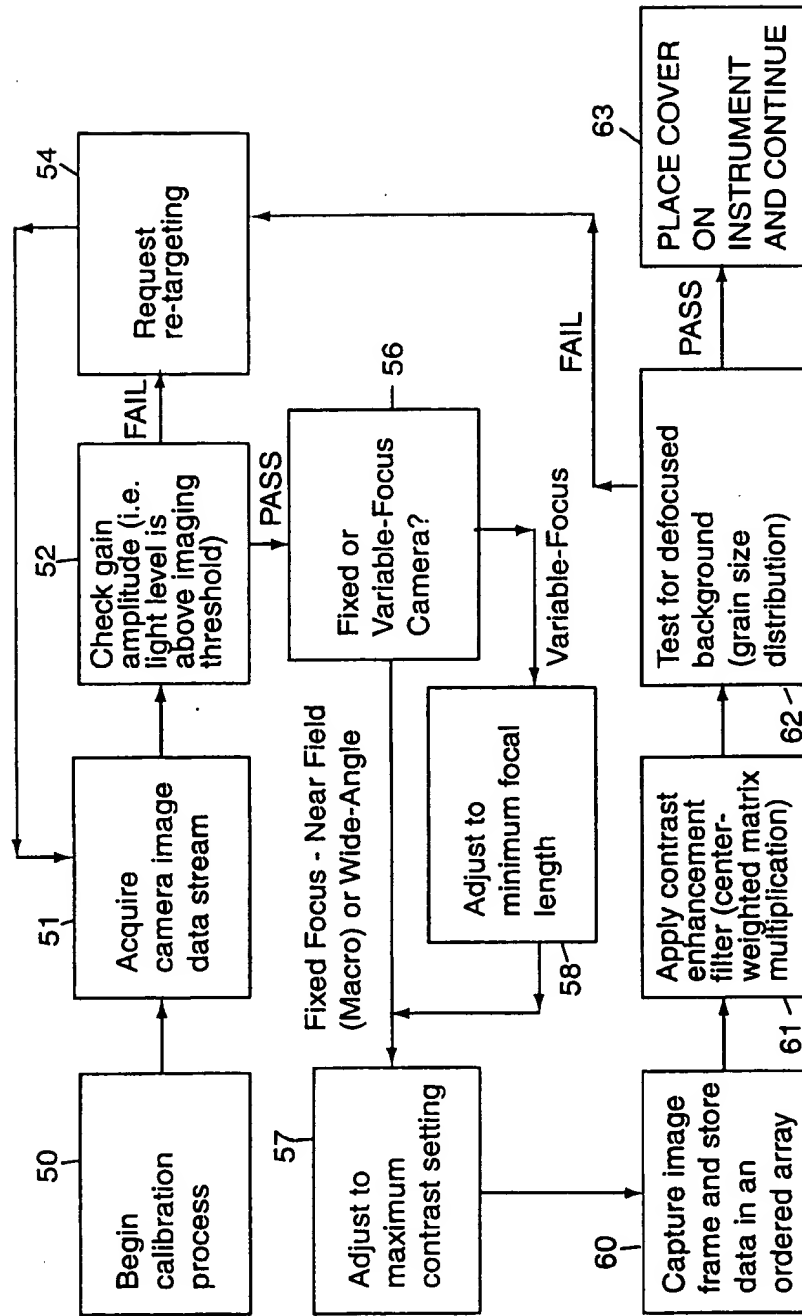 50
Begin
calibration
process
51
Acquire
camera image
data stream
52
Check gain
amplitude (i.e.
light level is
above imaging
threshold)
FAIL
54
Request
re-targeting
PASS
56
Fixed or
Variable-Focus
Camera?
Fixed Focus - Near Field
(Macro) or Wide-Angle
Variable-Focus
57
Adjust to
maximum
contrast setting
58
Adjust to
minimum focal
length
60
Capture image
frame and store
data in an
ordered array
61
Apply contrast
enhancement
filter (center-
weighted matrix
multiplication)
62
Test for defocused
background
(grain size
distribution)
FAIL
PASS
63
PLACE COVER
ON
INSTRUMENT
AND CONTINUE